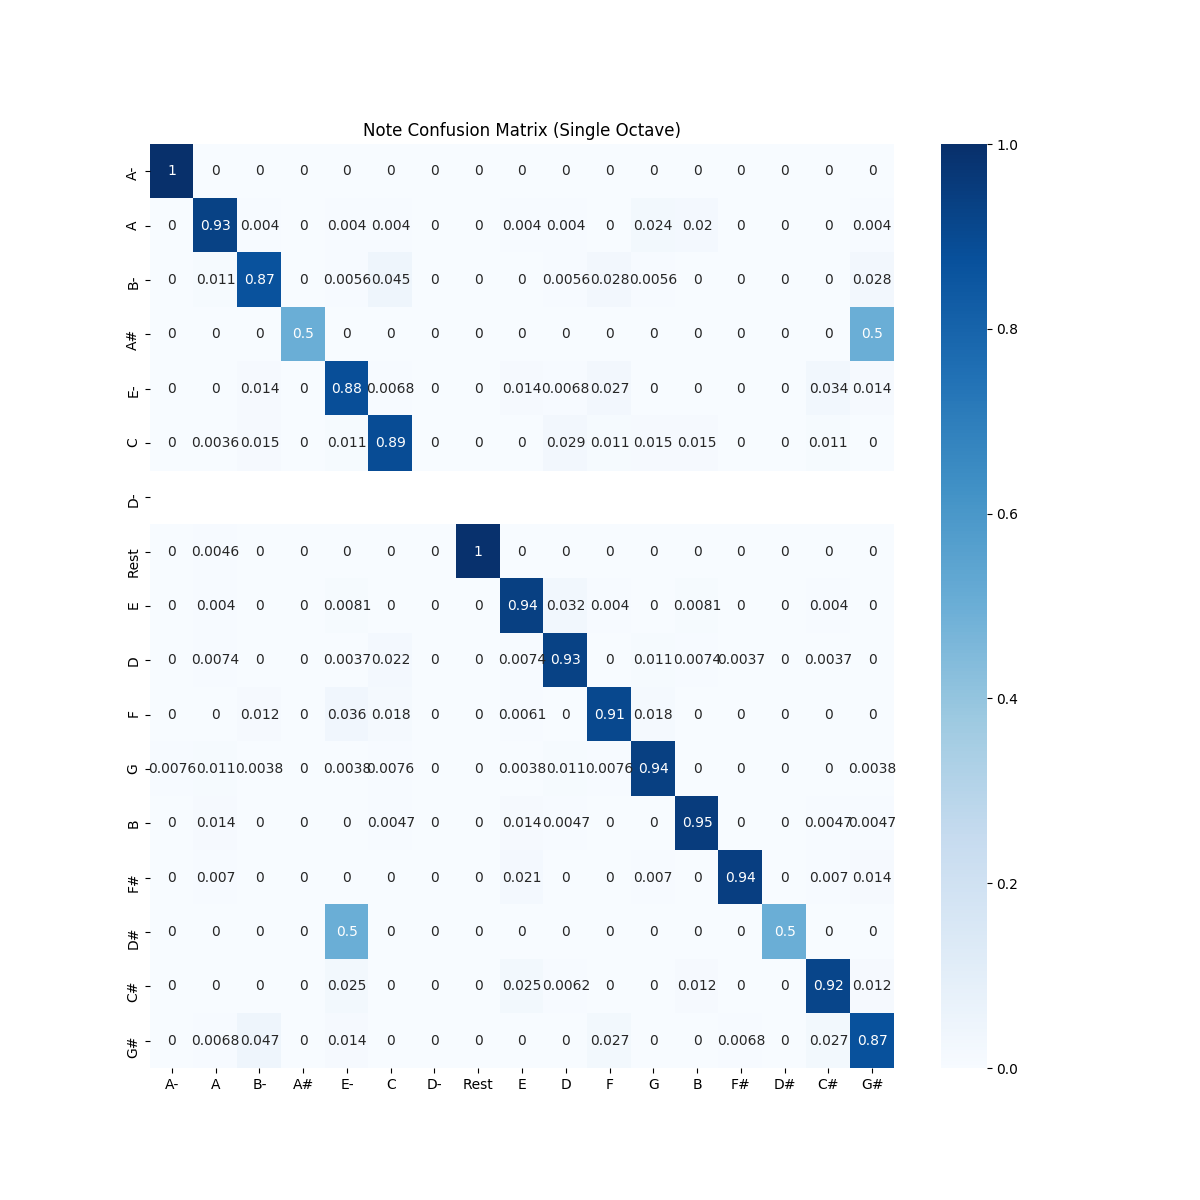 Note Confusion Matrix (Single Octave)
A- 1 0 0 0 0 0 0 0 0 0 0 0 0 0 0 0 0
A 0 0.93 0.004 0 0.004 0.004 0 0 0.004 0.004 0 0.024 0.02 0 0 0 0.004
B- 0 0.011 0.87 0 0.0056 0.045 0 0 0 0.0056 0.028 0.0056 0 0 0 0 0.028
A# 0 0 0 0.5 0 0 0 0 0 0 0 0 0 0 0 0 0.5
E- 0 0 0.014 0 0.88 0.0068 0 0 0.014 0.0068 0.027 0 0 0 0 0.034 0.014
C 0 0.0036 0.015 0 0.011 0.89 0 0 0 0.029 0.011 0.015 0.015 0 0 0.011 0
D-
Rest 0 0.0046 0 0 0 0 0 1 0 0 0 0 0 0 0 0 0
E 0 0.004 0 0 0.0081 0 0 0 0.94 0.032 0.004 0 0.0081 0 0 0.004 0
D 0 0.0074 0 0 0.0037 0.022 0 0 0.0074 0.93 0 0.011 0.0074 0.0037 0 0.0037 0
F 0 0 0.012 0 0.036 0.018 0 0 0.0061 0 0.91 0.018 0 0 0 0 0
G 0.0076 0.011 0.0038 0 0.0038 0.0076 0 0 0.0038 0.011 0.0076 0.94 0 0 0 0 0.0038
B 0 0.014 0 0 0 0.0047 0 0 0.014 0.0047 0 0 0.95 0 0 0.0047 0.0047
F# 0 0.007 0 0 0 0 0 0 0.021 0 0 0.007 0 0.94 0 0.007 0.014
D# 0 0 0 0 0.5 0 0 0 0 0 0 0 0 0 0.5 0 0
C# 0 0 0 0 0.025 0 0 0 0.025 0.0062 0 0 0.012 0 0 0.92 0.012
G# 0 0.0068 0.047 0 0.014 0 0 0 0 0 0.027 0 0 0.0068 0 0.027 0.87
A- A B- A# E- C D- Rest E D F G B F# D# C# G#
1.0
0.8
0.6
0.4
0.2
0.0